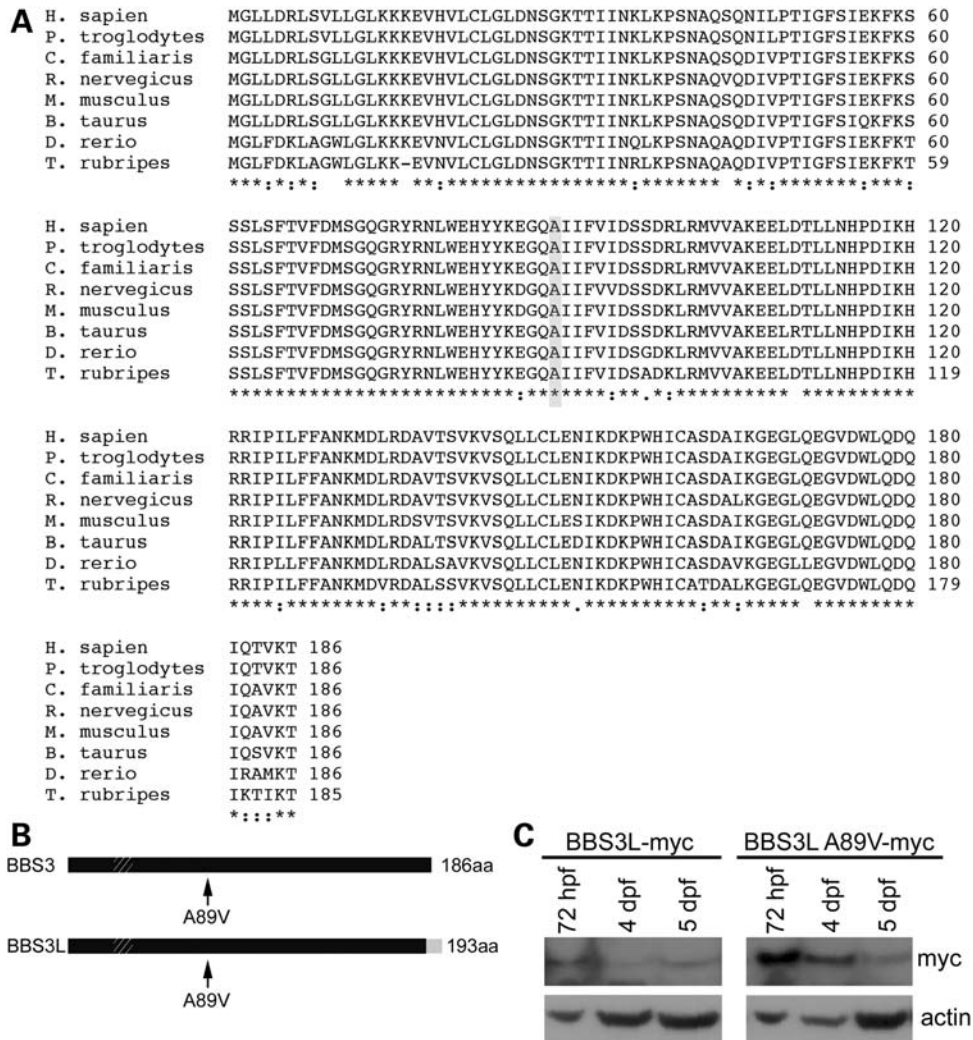 A
H. sapien MGLLDRLSVLLGLKKKEVHVLCLGLDNSGKTTIINKLKPSNAQSQNILPTIGFSIEKFKS 60
P. troglodytes MGLLDRLSVLLGLKKKEVHVLCLGLDNSGKTTIINKLKPSNAQSQNILPTIGFSIEKFKS 60
C. familiaris MGLLDRLSGLLGLKKKEVHVLCLGLDNSGKTTIINKLKPSNAQSQDIVPTIGFSIEKFKS 60
R. nervegicus MGLLDRLSGLLGLKKKEVHVLCLGLDNSGKTTIINKLKPSNAQVQDIVPTIGFSIEKFKS 60
M. musculus MGLLDRLSGLLGLKKKEVHVLCLGLDNSGKTTIINKLKPSNAQSQDIVPTIGFSIEKFKS 60
B. taurus MGLLDRLSGLLGLKKKEVHVLCLGLDNSGKTTIINKLKPSNAQSQDIVPTIGFSIQKFKS 60
D. rerio MGLFDKLAGWLGLKKKEVNVLCLGLDNSGKTTIINQLKPSNAQAQDIVPTIGFSIEKFKT 60
T. rubripes MGLFDKLAGWLGLKK-EVNVLCLGLDNSGKTTIINRLKPSNAQAQDIVPTIGFSIEKFKT 59
***:*:*: ***** **:****************:******* *:*:*******:***:
H. sapien SSLSFTVFDMSGQGRYRNLWEHYYKEGQAIIFVIDSSDRLRMVVAKEELDTLLNHPDIKH 120
P. troglodytes SSLSFTVFDMSGQGRYRNLWEHYYKEGQAIIFVIDSSDRLRMVVAKEELDTLLNHPDIKH 120
C. familiaris SSLSFTVFDMSGQGRYRNLWEHYYKEGQAIIFVIDSSDRLRMVVAKEELDTLLNHPDIKH 120
R. nervegicus SSLSFTVFDMSGQGRYRNLWEHYYKDGQAIIFVVDSSDKLRMVVAKEELDTLLNHPDIKH 120
M. musculus SSLSFTVFDMSGQGRYRNLWEHYYKDGQAIIFVIDSSDKLRMVVAKEELDTLLNHPDIKH 120
B. taurus SSLSFTVFDMSGQGRYRNLWEHYYKEGQAIIFVIDSSDKLRMVVAKEELRTLLNHPDIKH 120
D. rerio SSLSFTVFDMSGQGRYRNLWEHYYKEGQAIIFVIDSGDKLRMVVAKEELDTLLNHPDIKH 120
T. rubripes SSLSFTVFDMSGQGRYRNLWEHYYKEGQAIIFVIDSADKLRMVVAKEELDTLLNHPDIKH 119
*************************:*******:**.*:********** **********
H. sapien RRIPILFFANKMDLRDAVTSVKVSQLLCLENIKDKPWHICASDAIKGEGLQEGVDWLQDQ 180
P. troglodytes RRIPILFFANKMDLRDAVTSVKVSQLLCLENIKDKPWHICASDAIKGEGLQEGVDWLQDQ 180
C. familiaris RRIPILFFANKMDLRDAVTSVKVSQLLCLENIKDKPWHICASDAIKGEGLQEGVDWLQDQ 180
R. nervegicus RRIPILFFANKMDLRDAVTSVKVSQLLCLENIKDKPWHICASDALKGEGLQEGVDWLQDQ 180
M. musculus RRIPILFFANKMDLRDSVTSVKVSQLLCLESIKDKPWHICASDAIKGEGLQEGVDWLQDQ 180
B. taurus RRIPILFFANKMDLRDALTSVKVSQLLCLEDIKDKPWHICASDAIKGEGLQEGVDWLQDQ 180
D. rerio RRIPLLFFANKMDLRDALSAVKVSQLLCLENIKDKPWHICASDAVKGEGLLEGVDWLQEQ 180
T. rubripes RRIPILFFANKMDVRDALSSVKVSQLLCLENIKDKPWHICATDALKGEGLQEGVDWLQDQ 179
****:********:**::::**********.**********:**:***** *********
H. sapien IQTVKT 186
P. troglodytes IQTVKT 186
C. familiaris IQAVKT 186
R. nervegicus IQAVKT 186
M. musculus IQAVKT 186
B. taurus IQSVKT 186
D. rerio IRAMKT 186
T. rubripes IKTIKT 185
*:::**
B
BBS3 186aa
A89V
BBS3L 193aa
A89V
C
BBS3L-myc BBS3L A89V-myc
72 hpf 4 dpf 5 dpf 72 hpf 4 dpf 5 dpf
myc
actin